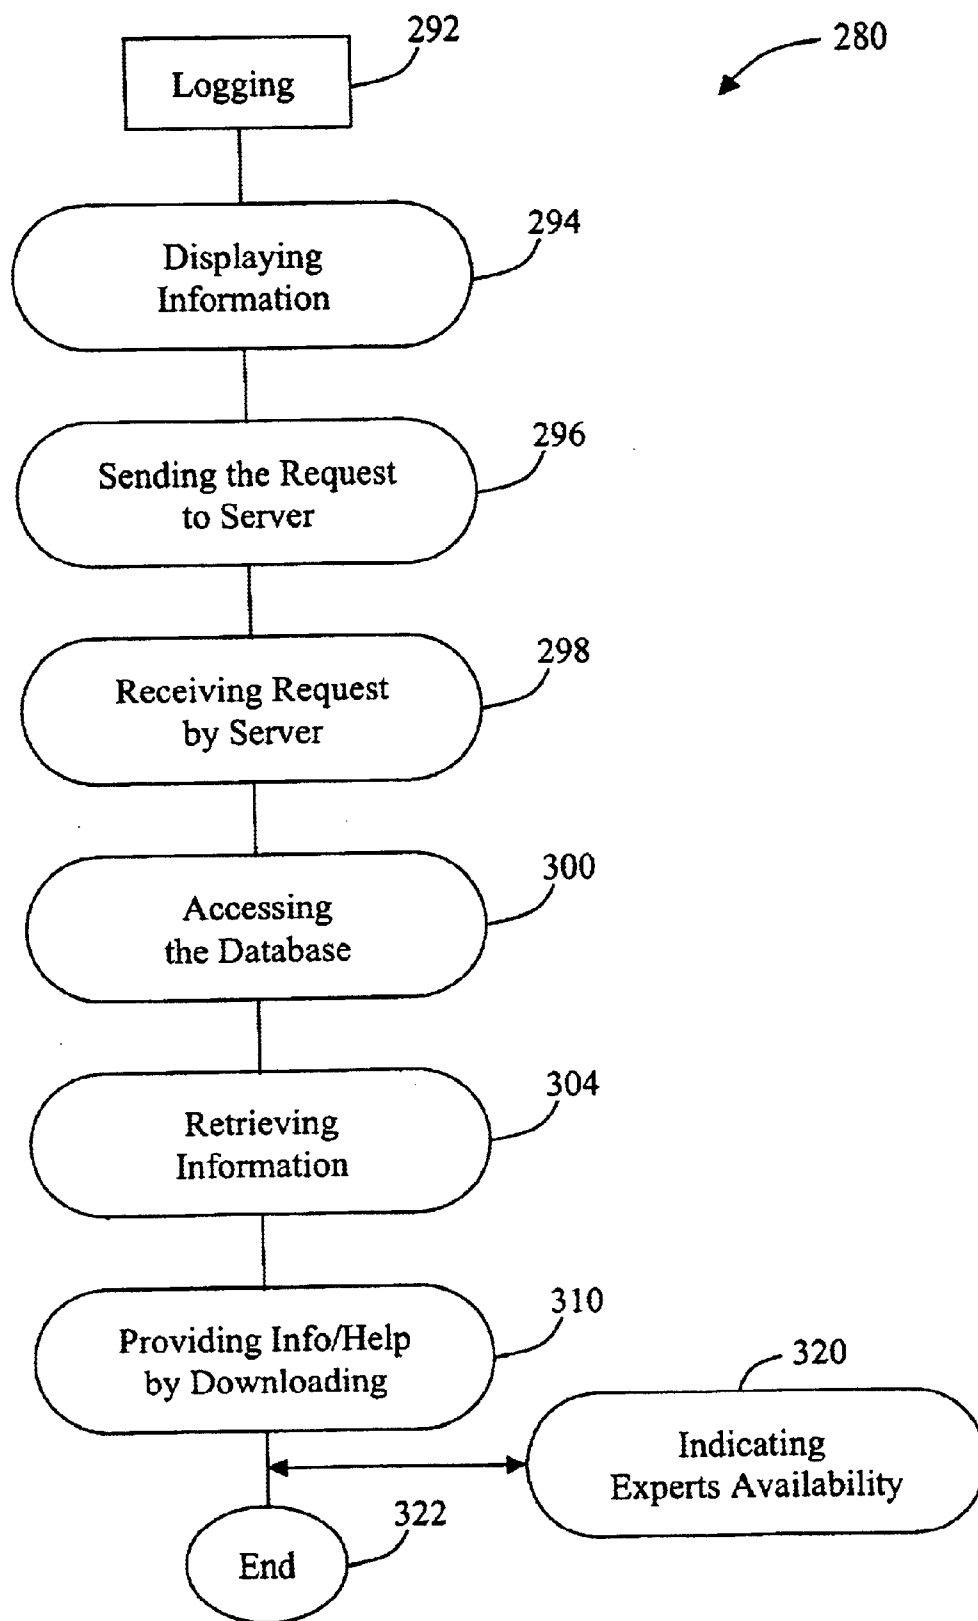 292
280
Logging
294
Displaying
Information
296
Sending the Request
to Server
298
Receiving Request
by Server
300
Accessing
the Database
304
Retrieving
Information
310
Providing Info/Help
by Downloading
320
Indicating
Experts Availability
322
End